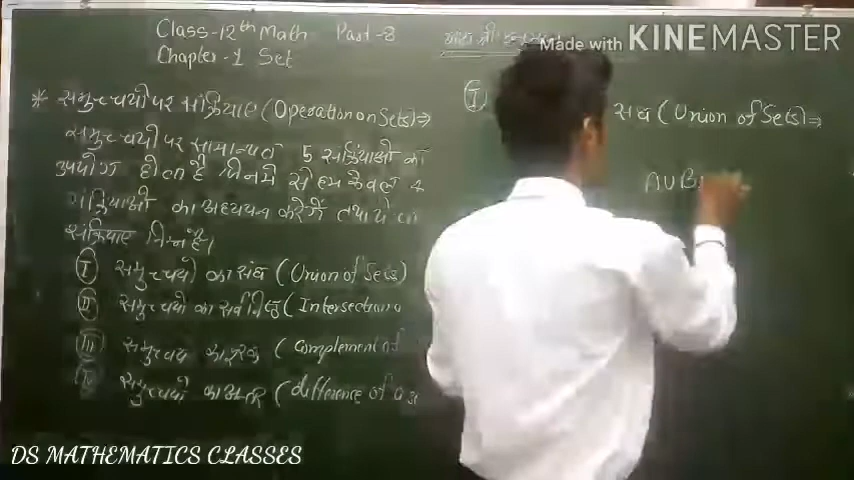 Class-12th Math Part-8
Chapter-1 Set
* समुच्चयों पर संक्रियाएं (Operation on Sets) ⇒
समुच्चयों पर सामान्यतः 5 संक्रियाओं का
उपयोग होता है जिनमें से हम केवल 4
संक्रियाओं का अध्ययन करेंगे तथा ये
संक्रियाएं निम्न हैं।
(I) समुच्चयों का संघ (Union of Sets)
(II) समुच्चयों का सर्वनिष्ठ (Intersection
(III) समुच्चय का पूरक (Complement of
(IV) समुच्चयों का अन्तर (difference of
Made with KINEMASTER
(I) संघ (Union of Sets) ⇒
A∪B
DS MATHEMATICS CLASSES